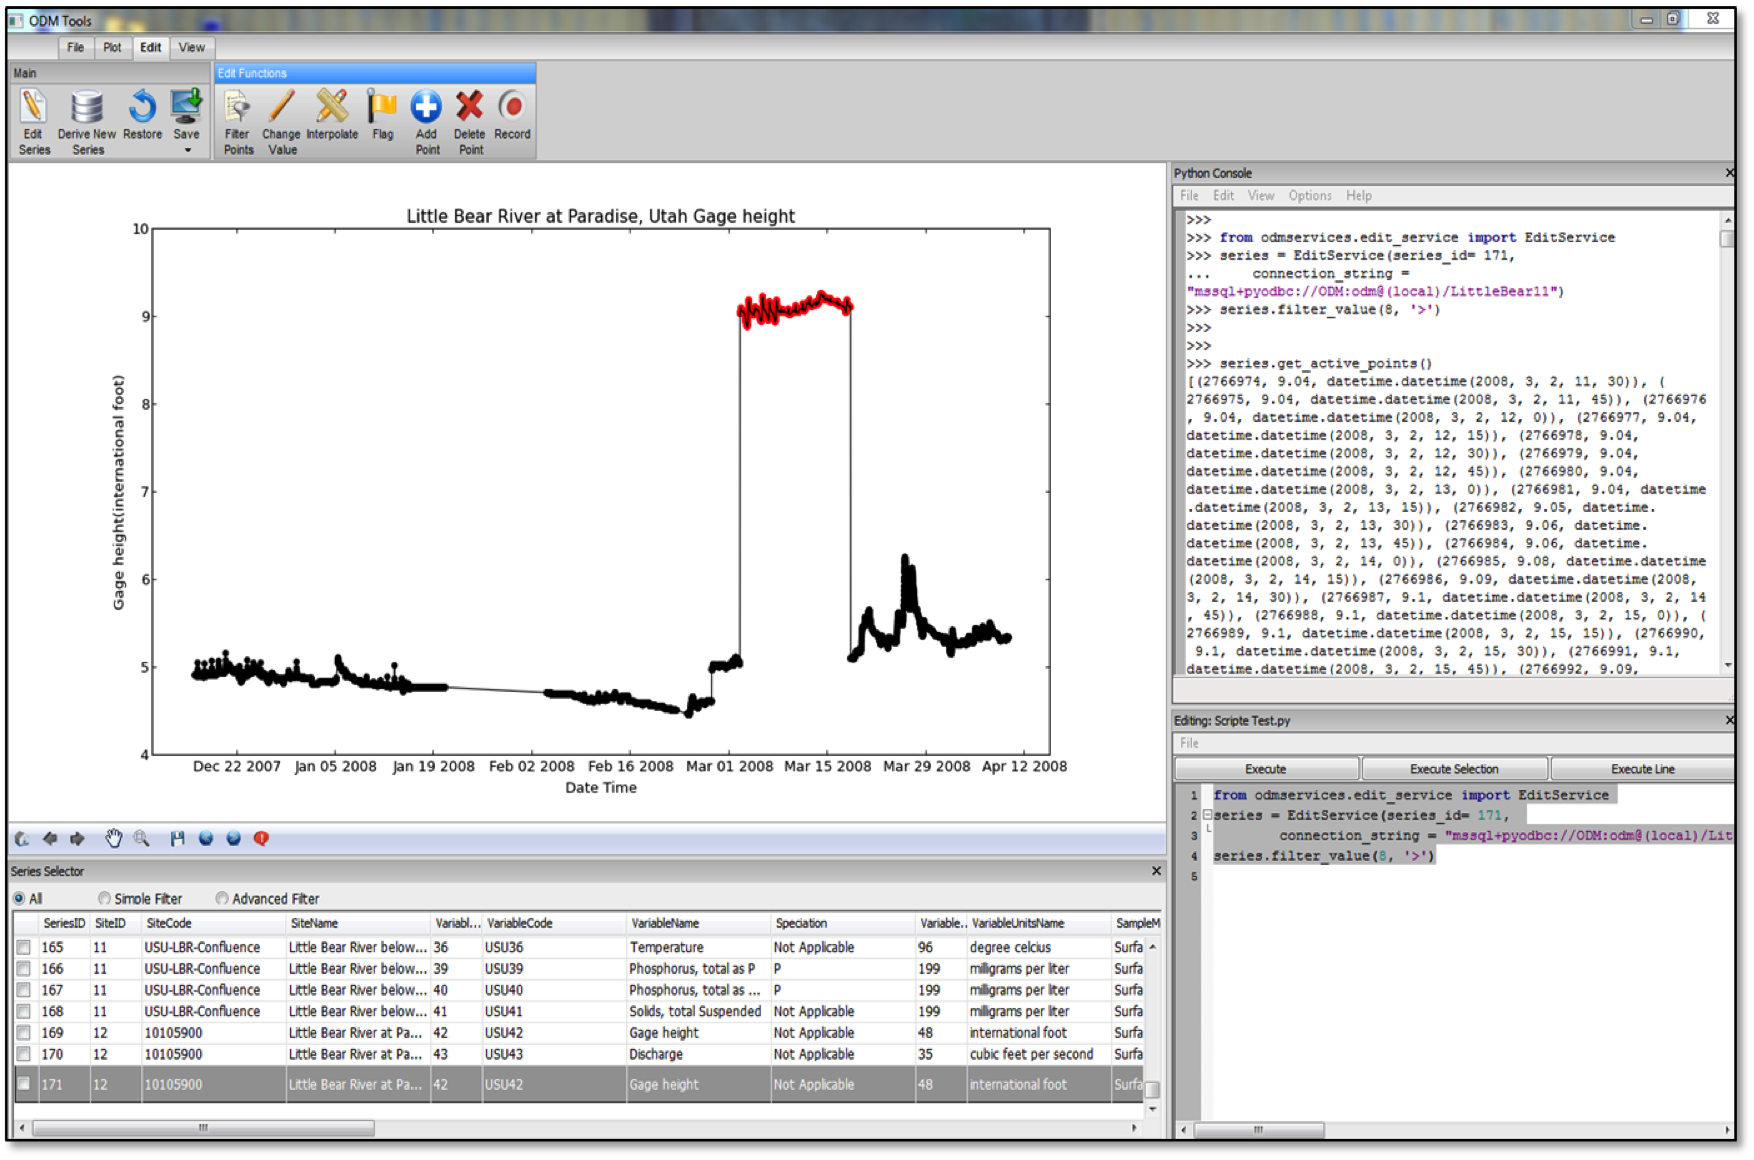 ODM Tools
File Plot Edit View
Main
Edit Functions
Edit Series
Derive New Series
Restore
Save
Filter Points
Change Value
Interpolate
Flag
Add Point
Delete Point
Record
Little Bear River at Paradise, Utah Gage height
10
9
8
7
6
5
4
Gage height(international foot)
Dec 22 2007 Jan 05 2008 Jan 19 2008 Feb 02 2008 Feb 16 2008 Mar 01 2008 Mar 15 2008 Mar 29 2008 Apr 12 2008
Date Time
Python Console
File Edit View Options Help
>>>
>>> from odmservices.edit_service import EditService
>>> series = EditService(series_id= 171,
... connection_string =
"mssql+pyodbc://ODM:odm@(local)/LittleBear11")
>>> series.filter_value(8, '>')
>>>
>>>
>>> series.get_active_points()
[(2766974, 9.04, datetime.datetime(2008, 3, 2, 11, 30)), (
2766975, 9.04, datetime.datetime(2008, 3, 2, 11, 45)), (2766976
, 9.04, datetime.datetime(2008, 3, 2, 12, 0)), (2766977, 9.04,
datetime.datetime(2008, 3, 2, 12, 15)), (2766978, 9.04,
datetime.datetime(2008, 3, 2, 12, 30)), (2766979, 9.04,
datetime.datetime(2008, 3, 2, 12, 45)), (2766980, 9.04,
datetime.datetime(2008, 3, 2, 13, 0)), (2766981, 9.04, datetime
.datetime(2008, 3, 2, 13, 15)), (2766982, 9.05, datetime.
datetime(2008, 3, 2, 13, 30)), (2766983, 9.06, datetime.
datetime(2008, 3, 2, 13, 45)), (2766984, 9.06, datetime.
datetime(2008, 3, 2, 14, 0)), (2766985, 9.08, datetime.datetime
(2008, 3, 2, 14, 15)), (2766986, 9.09, datetime.datetime(2008,
3, 2, 14, 30)), (2766987, 9.1, datetime.datetime(2008, 3, 2, 14
, 45)), (2766988, 9.1, datetime.datetime(2008, 3, 2, 15, 0)), (
2766989, 9.1, datetime.datetime(2008, 3, 2, 15, 15)), (2766990,
9.1, datetime.datetime(2008, 3, 2, 15, 30)), (2766991, 9.1,
datetime.datetime(2008, 3, 2, 15, 45)), (2766992, 9.09,
Editing: Scripte Test.py
File
Execute Execute Selection Execute Line
1 from odmservices.edit_service import EditService
2 series = EditService(series_id= 171,
3 connection_string = "mssql+pyodbc://ODM:odm@(local)/Lit
4 series.filter_value(8, '>')
5
Series Selector
All Simple Filter Advanced Filter
SeriesID SiteID SiteCode SiteName Variabl... VariableCode VariableName Speciation Variable.. VariableUnitsName SampleM
165 11 USU-LBR-Confluence Little Bear River below... 36 USU36 Temperature Not Applicable 96 degree celcius Surfa
166 11 USU-LBR-Confluence Little Bear River below... 39 USU39 Phosphorus, total as P P 199 milligrams per liter Surfa
167 11 USU-LBR-Confluence Little Bear River below... 40 USU40 Phosphorus, total as ... P 199 milligrams per liter Surfa
168 11 USU-LBR-Confluence Little Bear River below... 41 USU41 Solids, total Suspended Not Applicable 199 milligrams per liter Surfa
169 12 10105900 Little Bear River at Pa... 42 USU42 Gage height Not Applicable 48 international foot Surfa
170 12 10105900 Little Bear River at Pa... 43 USU43 Discharge Not Applicable 35 cubic feet per second Surfa
171 12 10105900 Little Bear River at Pa... 42 USU42 Gage height Not Applicable 48 international foot Surfa